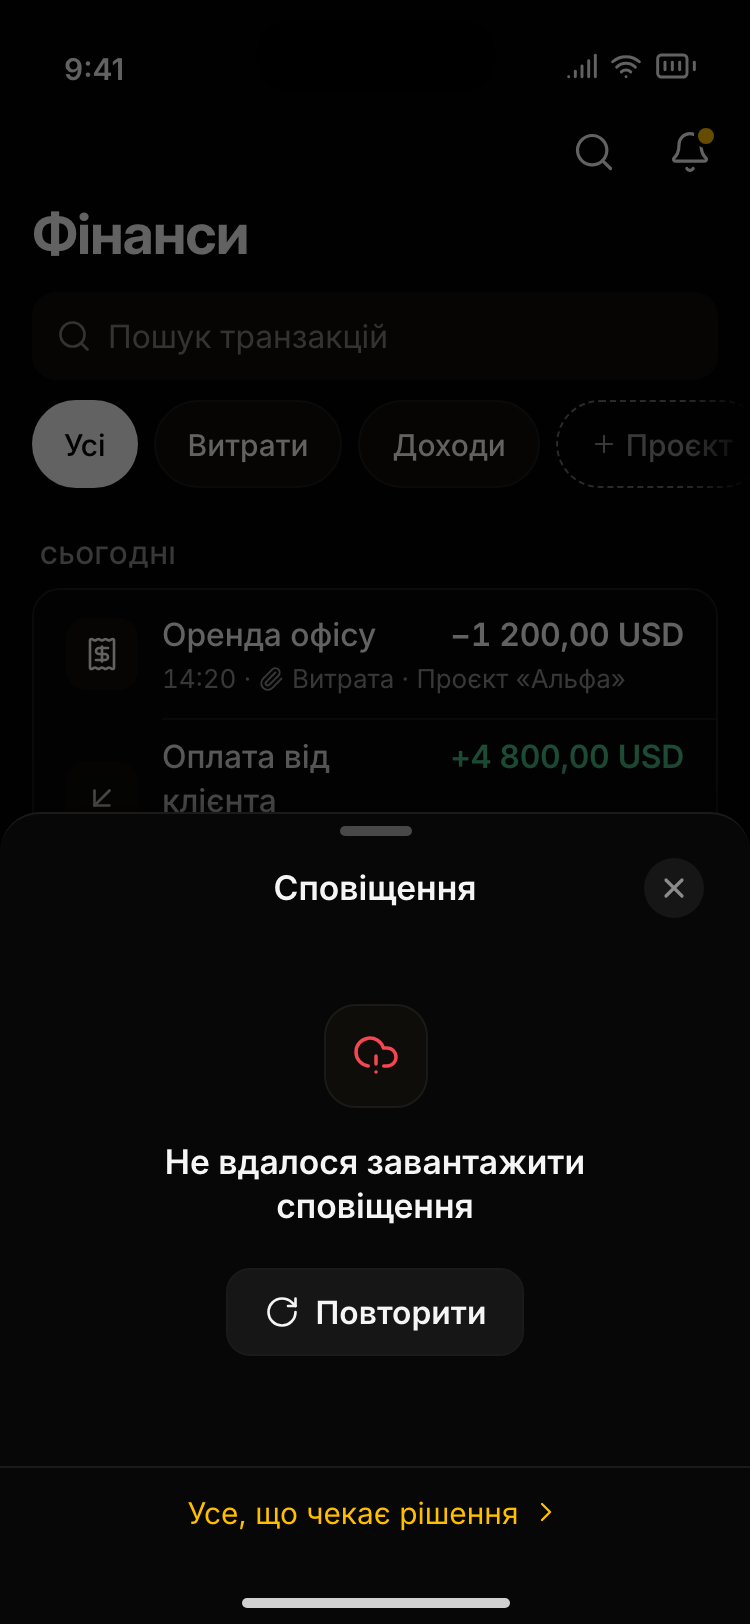 9:41
Фінанси
Пошук транзакцій
Усі
Витрати
Доходи
+ Проєкт
СЬОГОДНІ
Оренда офісу
−1 200,00 USD
14:20 · Витрата · Проєкт «Альфа»
Оплата від
клієнта
+4 800,00 USD
Сповіщення
Не вдалося завантажити
сповіщення
Повторити
Усе, що чекає рішення